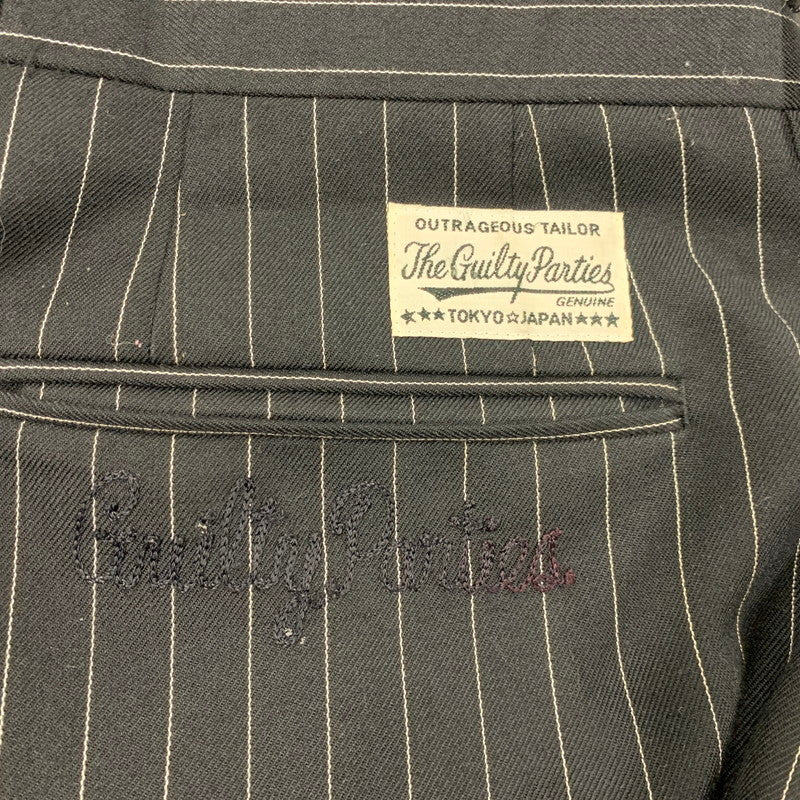 OUTRAGEOUS TAILOR
The Guilty Parties
GENUINE
★★★TOKYO☆JAPAN★★★
Guilty Parties.